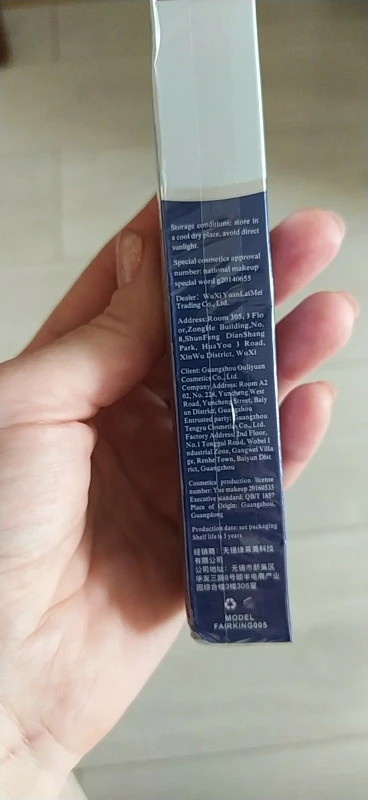 Storage conditions: store in
a cool dry place, avoid direct
sunlight.
Special cosmetics approval
number: national makeup
special word g20140655
Dealer: WuXi YuanLaiMei
Trading Co., Ltd.
Address:Room 305, 3 Flo
or,ZongHe Building,No,
8,ShunFeng DianShang
Park, HuaYou 3 Road,
XinWu District, WuXi
Client: Guangzhou Ouliyuan
Cosmetics Co., Ltd.
Company Address: Room A2
02, No. 226, Yuncheng West
Road, Yuncheng Street, Baiy
un District, Guangzhou
Entrusted party: Guangzhou
Tengyu Cosmetics Co., Ltd.
Factory Address: 2nd Floor,
No.1 Tonggui Road, Wobei I
ndustrial Zone, Gangwei Villa
ge, Renhe Town, Baiyun Dist
rict, Guangzhou
Cosmetics production license
number: Yue makeup 20160535
Executive standard: QB/T 1857
Place of Origin: Guangzhou,
Guangdong
Production date: see packaging
Shelf life is 3 years
经销商：无锡缘莱美科技
有限公司
公司地址：无锡市新吴区
华友三路8号顺丰电商产业
园综合楼3楼305室
MODEL
FAIRKING005